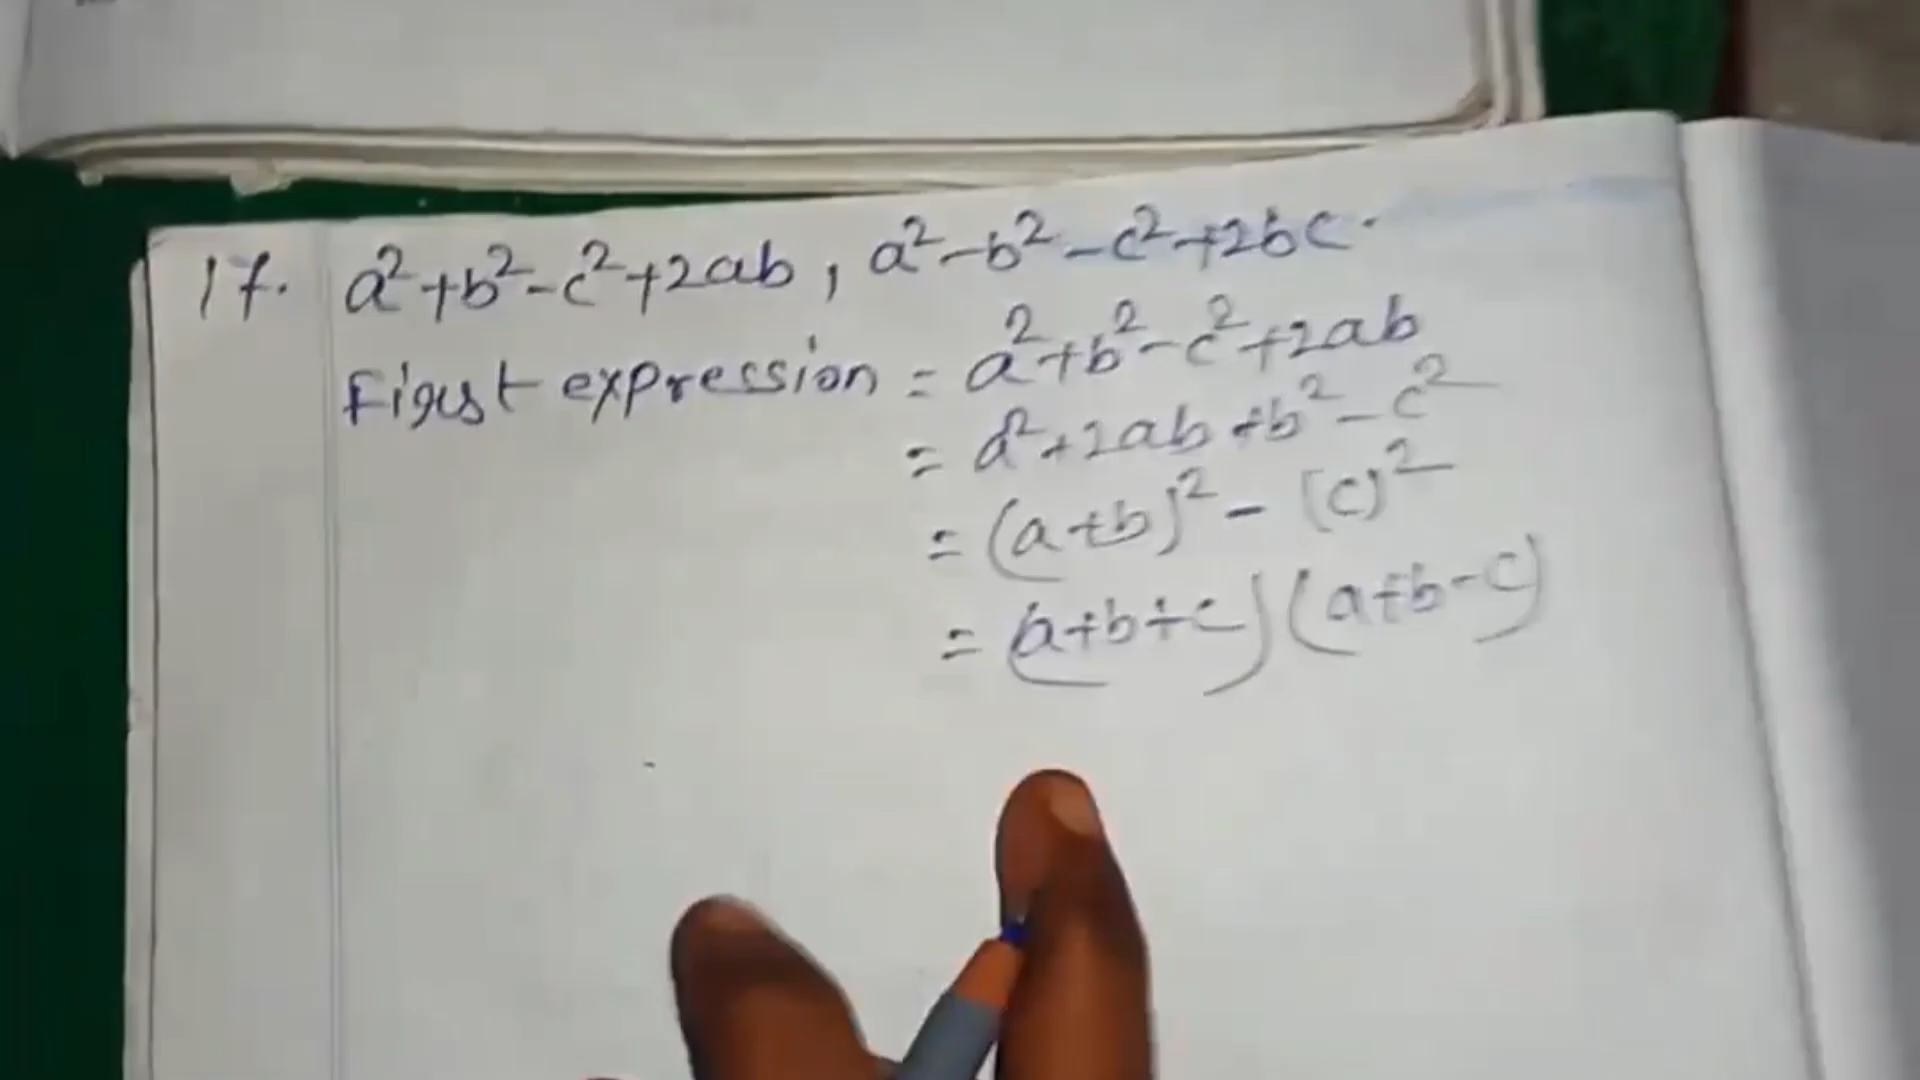 17. a²+b²-c²+2ab, a²-b²-c²+2bc.
First expression = a²+b²-c²+2ab
= a²+2ab+b²-c²
= (a+b)² - (c)²
= (a+b+c)(a+b-c)